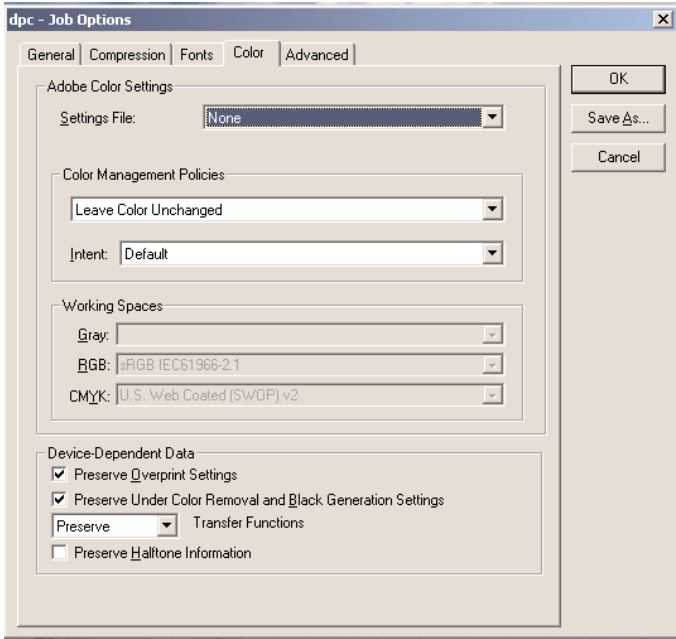 dpc - Job Options
General Compression Fonts Color Advanced
OK
Adobe Color Settings
Settings File: None
Save As...
Cancel
Color Management Policies
Leave Color Unchanged
Intent: Default
Working Spaces
Gray:
RGB: sRGB IEC61966-2.1
CMYK: U.S. Web Coated (SWOP) v2
Device-Dependent Data
Preserve Overprint Settings
Preserve Under Color Removal and Black Generation Settings
Preserve Transfer Functions
Preserve Halftone Information